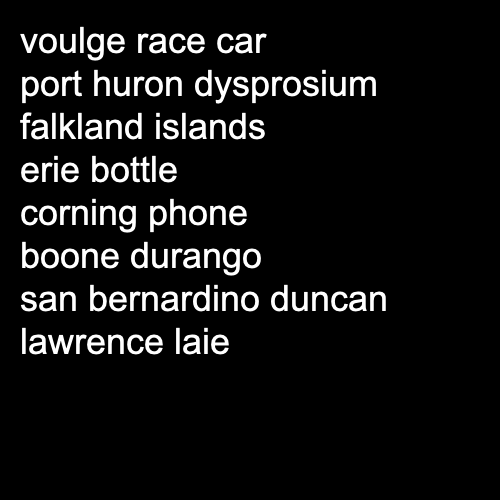 voulge race car
port huron dysprosium
falkland islands
erie bottle
corning phone
boone durango
san bernardino duncan
lawrence laie